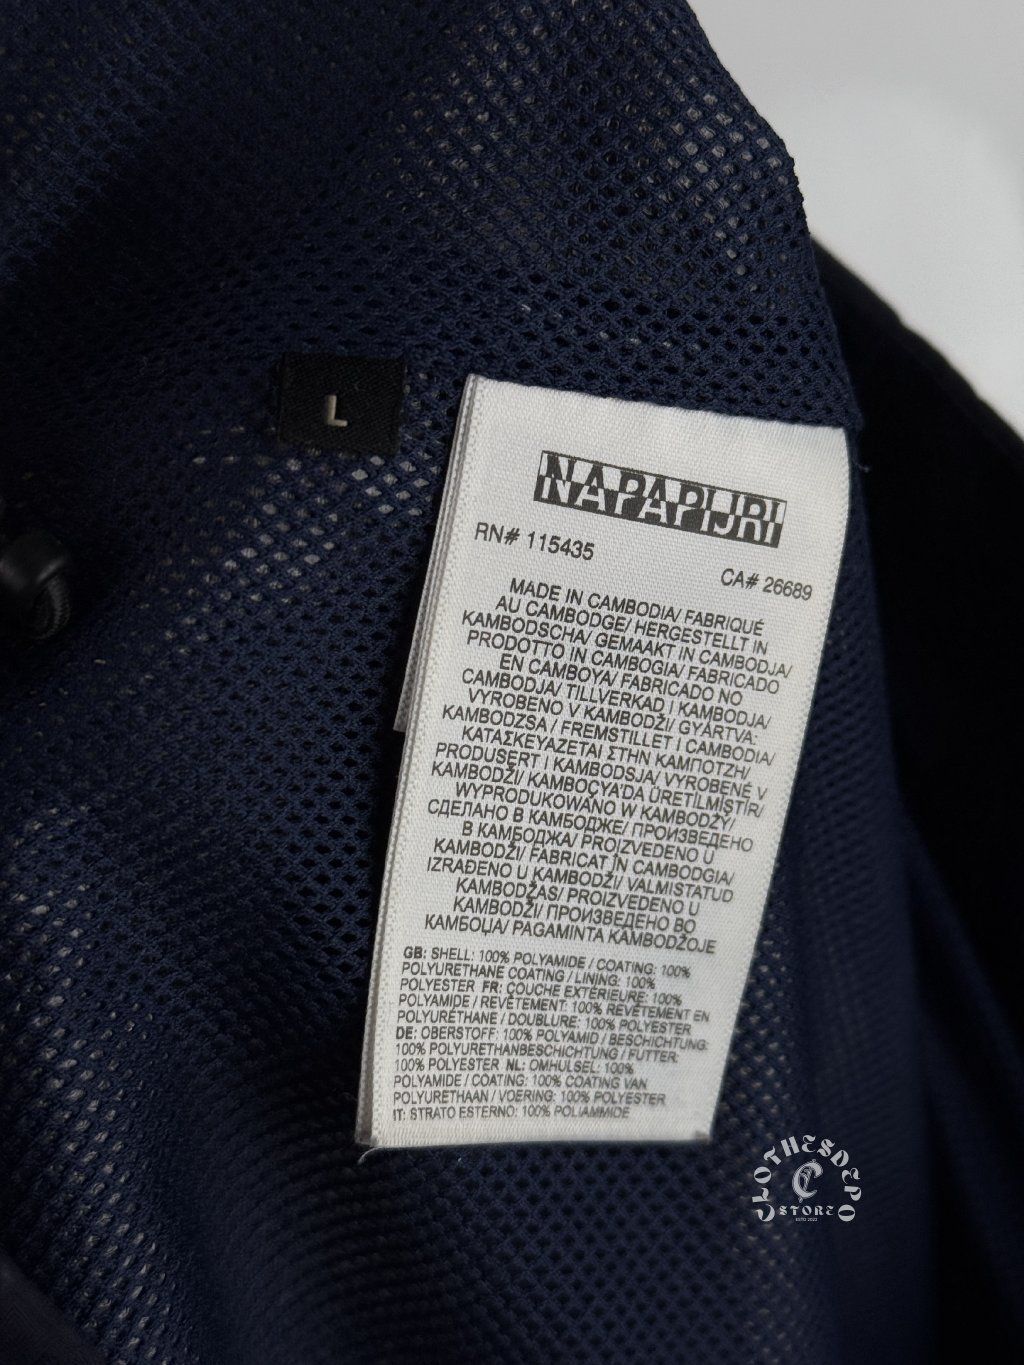 L
NAPAPIJRI
RN# 115435
CA# 26689
MADE IN CAMBODIA/ FABRIQUÉ
AU CAMBODGE/ HERGESTELLT IN
KAMBODSCHA/ GEMAAKT IN CAMBODJA/
PRODOTTO IN CAMBOGIA/ FABRICADO
EN CAMBOYA/ FABRICADO NO
CAMBODJA/ TILLVERKAD I KAMBODJA/
VYROBENO V KAMBODŽI/ GYÁRTVA:
KAMBODZSA / FREMSTILLET I CAMBODIA/
ΚΑΤΑΣΚΕΥΑΖΕΤΑΙ ΣΤΗΝ ΚΑΜΠΟΤΖΗ/
PRODUSERT I KAMBODSJA/ VYROBENÉ V
KAMBODŽI/ KAMBOÇYA'DA ÜRETİLMİŞTİR/
WYPRODUKOWANO W KAMBODŻY/
СДЕЛАНО В КАМБОДЖЕ/ ПРОИЗВЕДЕНО
В КАМБОДЖА/ PROIZVEDENO U
KAMBODŽI/ FABRICAT ÎN CAMBODGIA/
IZRAĐENO U KAMBODŽI/ VALMISTATUD
KAMBODŽAS/ PROIZVEDENO U
KAMBODŽI/ ПРОИЗВЕДЕНО ВО
КАМБОЏА/ PAGAMINTA KAMBODŽOJE
GB: SHELL: 100% POLYAMIDE / COATING: 100%
POLYURETHANE COATING / LINING: 100%
POLYESTER FR: COUCHE EXTÉRIEURE: 100%
POLYAMIDE / REVÊTEMENT: 100% REVÊTEMENT EN
POLYURÉTHANE / DOUBLURE: 100% POLYESTER
DE: OBERSTOFF: 100% POLYAMID / BESCHICHTUNG:
100% POLYURETHANBESCHICHTUNG / FUTTER:
100% POLYESTER NL: OMHULSEL: 100%
POLYAMIDE / COATING: 100% COATING VAN
POLYURETHAAN / VOERING: 100% POLYESTER
IT: STRATO ESTERNO: 100% POLIAMMIDE
CLOTHESDEPO
STORE
ESTD 2022